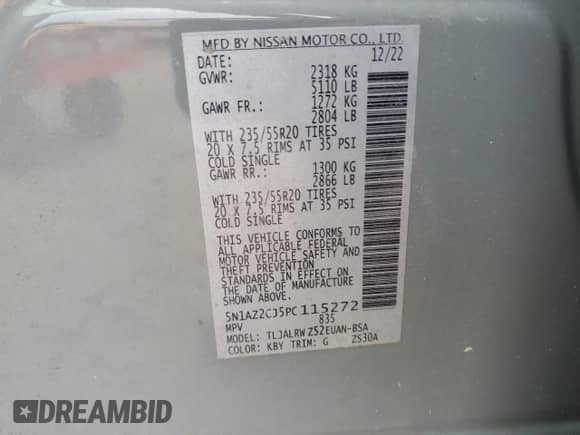 MFD BY NISSAN MOTOR CO., LTD.
DATE: 12/22
GVWR: 2318 KG
5110 LB
GAWR FR.: 1272 KG
2804 LB
WITH 235/55R20 TIRES
20 X 7.5 RIMS AT 35 PSI
COLD SINGLE
GAWR RR.: 1300 KG
2866 LB
WITH 235/55R20 TIRES
20 X 7.5 RIMS AT 35 PSI
COLD SINGLE
THIS VEHICLE CONFORMS TO
ALL APPLICABLE FEDERAL
MOTOR VEHICLE SAFETY AND
THEFT PREVENTION
STANDARDS IN EFFECT ON
THE DATE OF MANUFACTURE
SHOWN ABOVE.
5N1AZ2CJ5PC115272
MPV 835
TYPE: TLJALRWZS2EUAN-BSA
COLOR: KBY TRIM: G ZS30A
DREAMBID